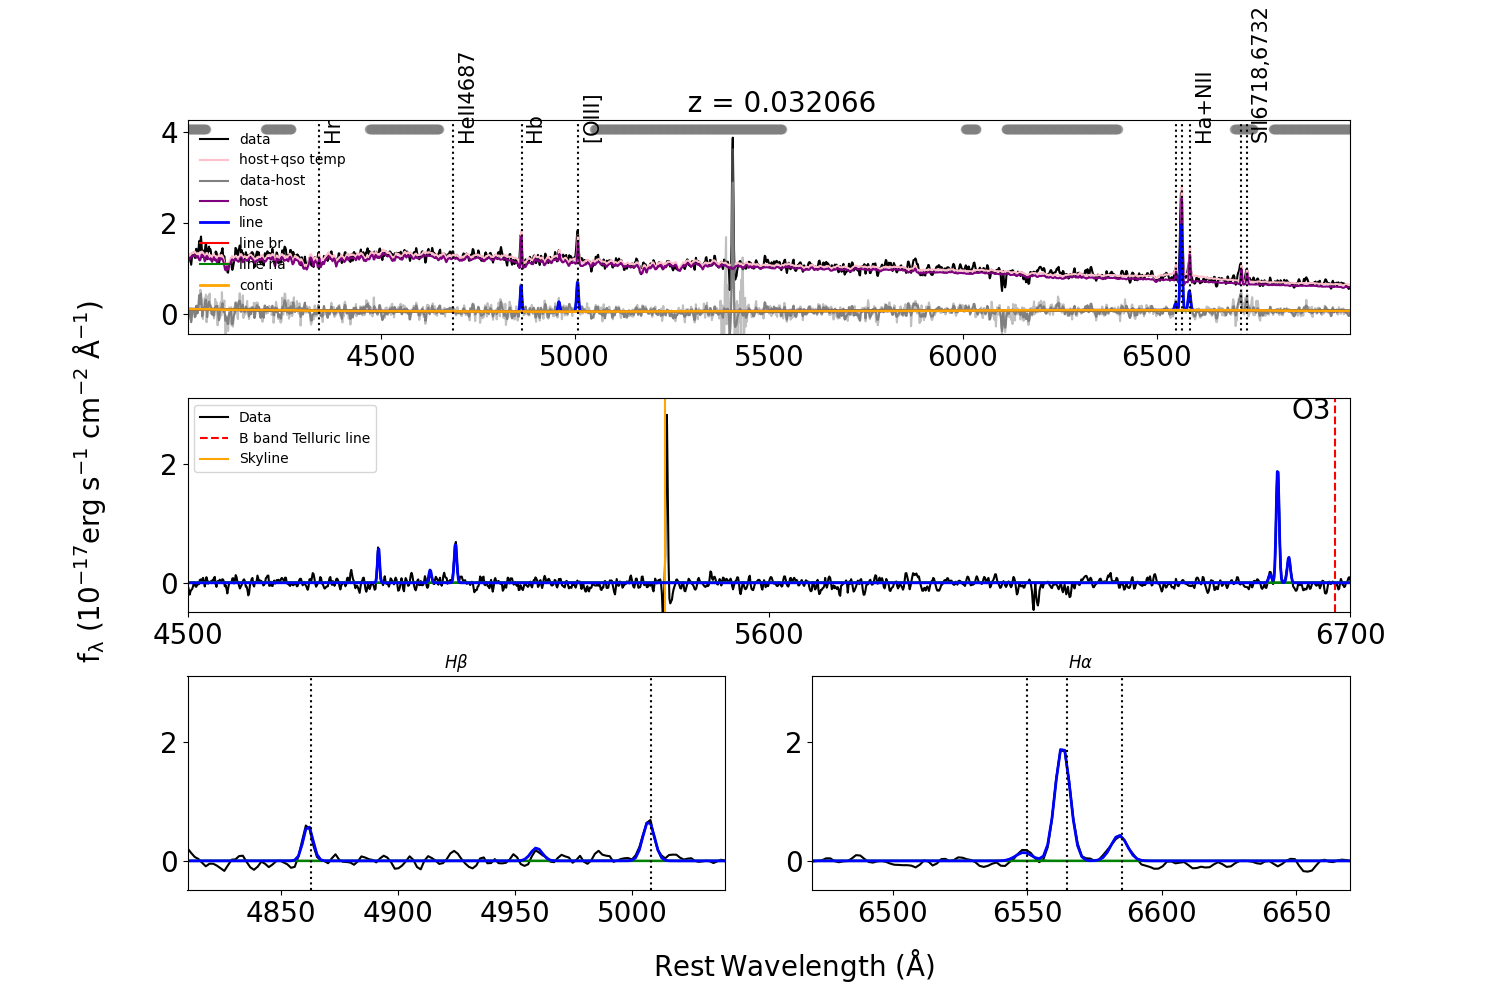 z = 0.032066
Hr
HeII4687
Hb
[OIII]
Ha+NII
SII6718,6732
data
host+qso temp
data-host
host
line
line br
line na
conti
4
2
0
4500 5000 5500 6000 6500
Data
B band Telluric line
Skyline
O3
2
0
4500 5600 6700
fλ (10−17erg s−1 cm−2 Å−1)
Hβ
2
0
4850 4900 4950 5000
Hα
2
0
6500 6550 6600 6650
Rest Wavelength (Å)